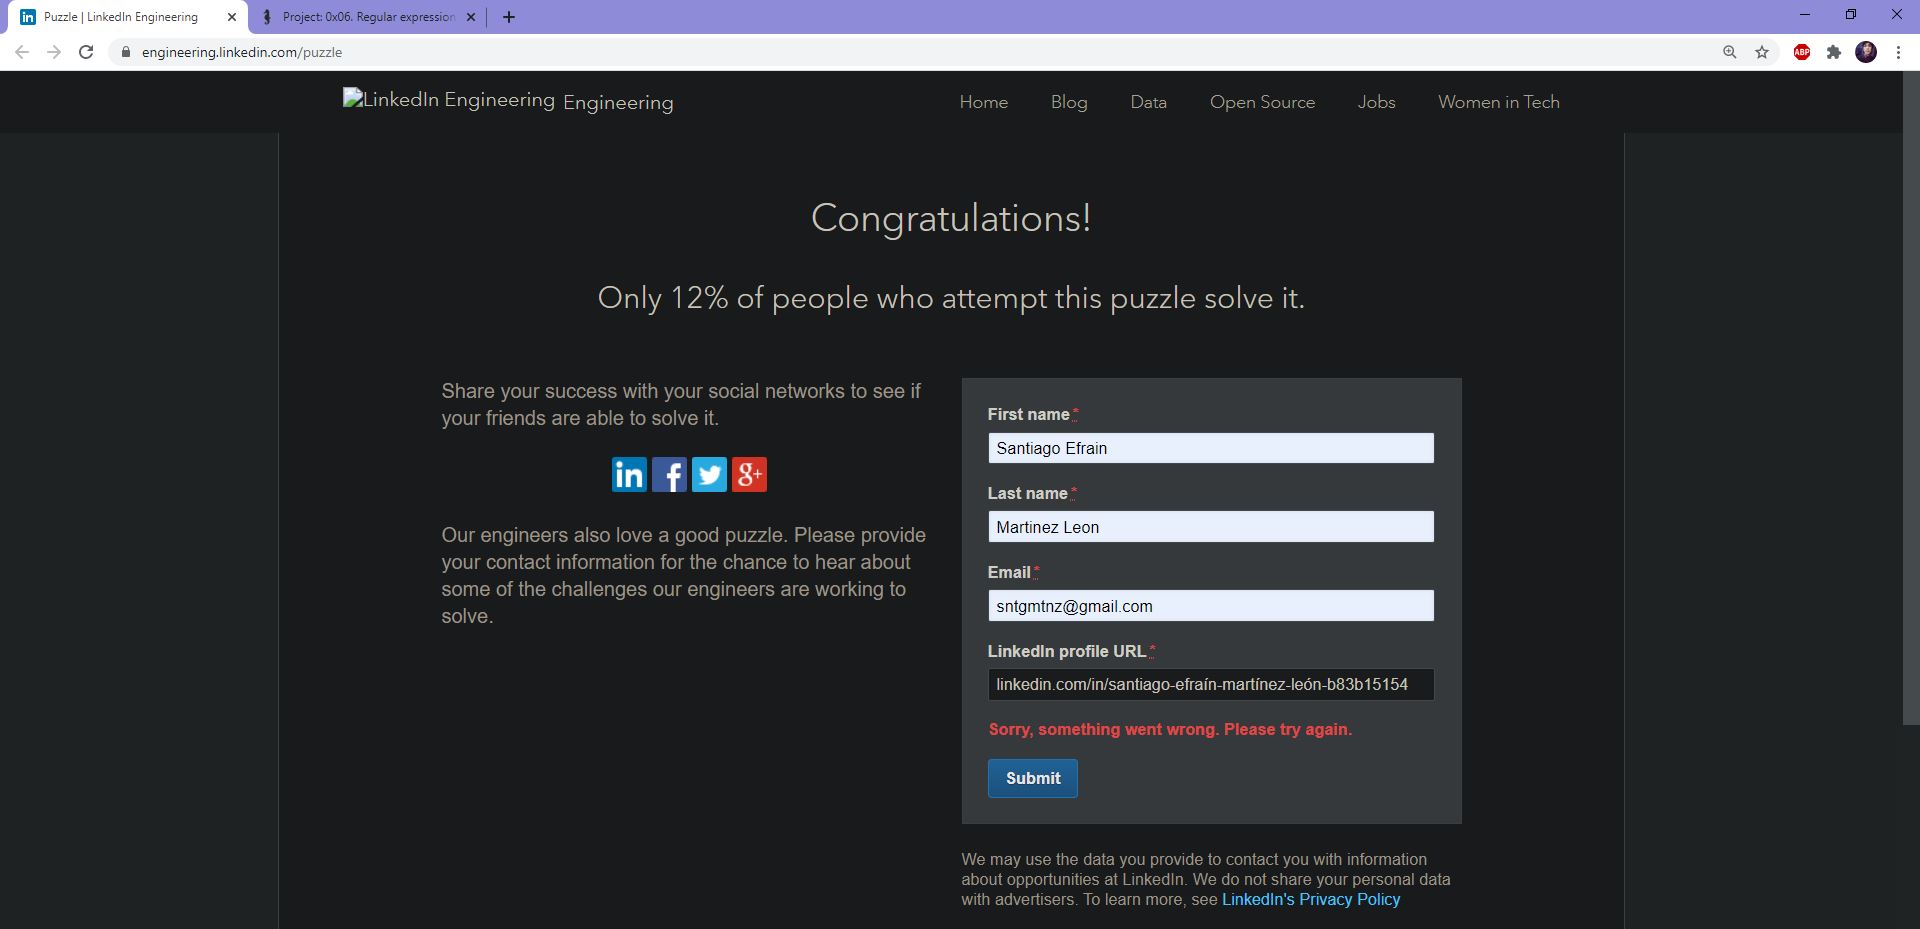 Puzzle | LinkedIn Engineering
Project: 0x06. Regular expression
engineering.linkedin.com/puzzle
ABP
LinkedIn Engineering Engineering
Home Blog Data Open Source Jobs Women in Tech
Congratulations!
Only 12% of people who attempt this puzzle solve it.
Share your success with your social networks to see if
your friends are able to solve it.
in f g+
Our engineers also love a good puzzle. Please provide
your contact information for the chance to hear about
some of the challenges our engineers are working to
solve.
First name*
Santiago Efrain
Last name*
Martinez Leon
Email*
sntgmtnz@gmail.com
LinkedIn profile URL*
linkedin.com/in/santiago-efraín-martínez-león-b83b15154
Sorry, something went wrong. Please try again.
Submit
We may use the data you provide to contact you with information
about opportunities at LinkedIn. We do not share your personal data
with advertisers. To learn more, see LinkedIn's Privacy Policy